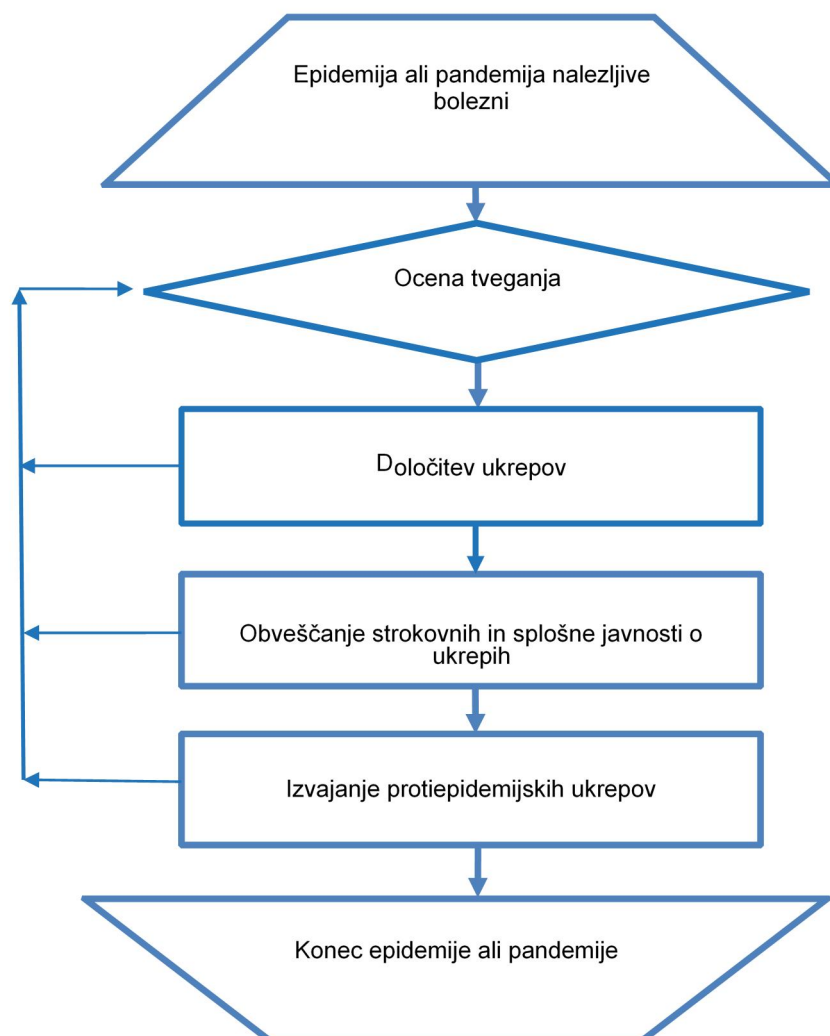 Epidemija ali pandemija nalezljive
bolezni
Ocena tveganja
Določitev ukrepov
Obveščanje strokovnih in splošne javnosti o
ukrepih
Izvajanje protiepidemijskih ukrepov
Konec epidemije ali pandemije